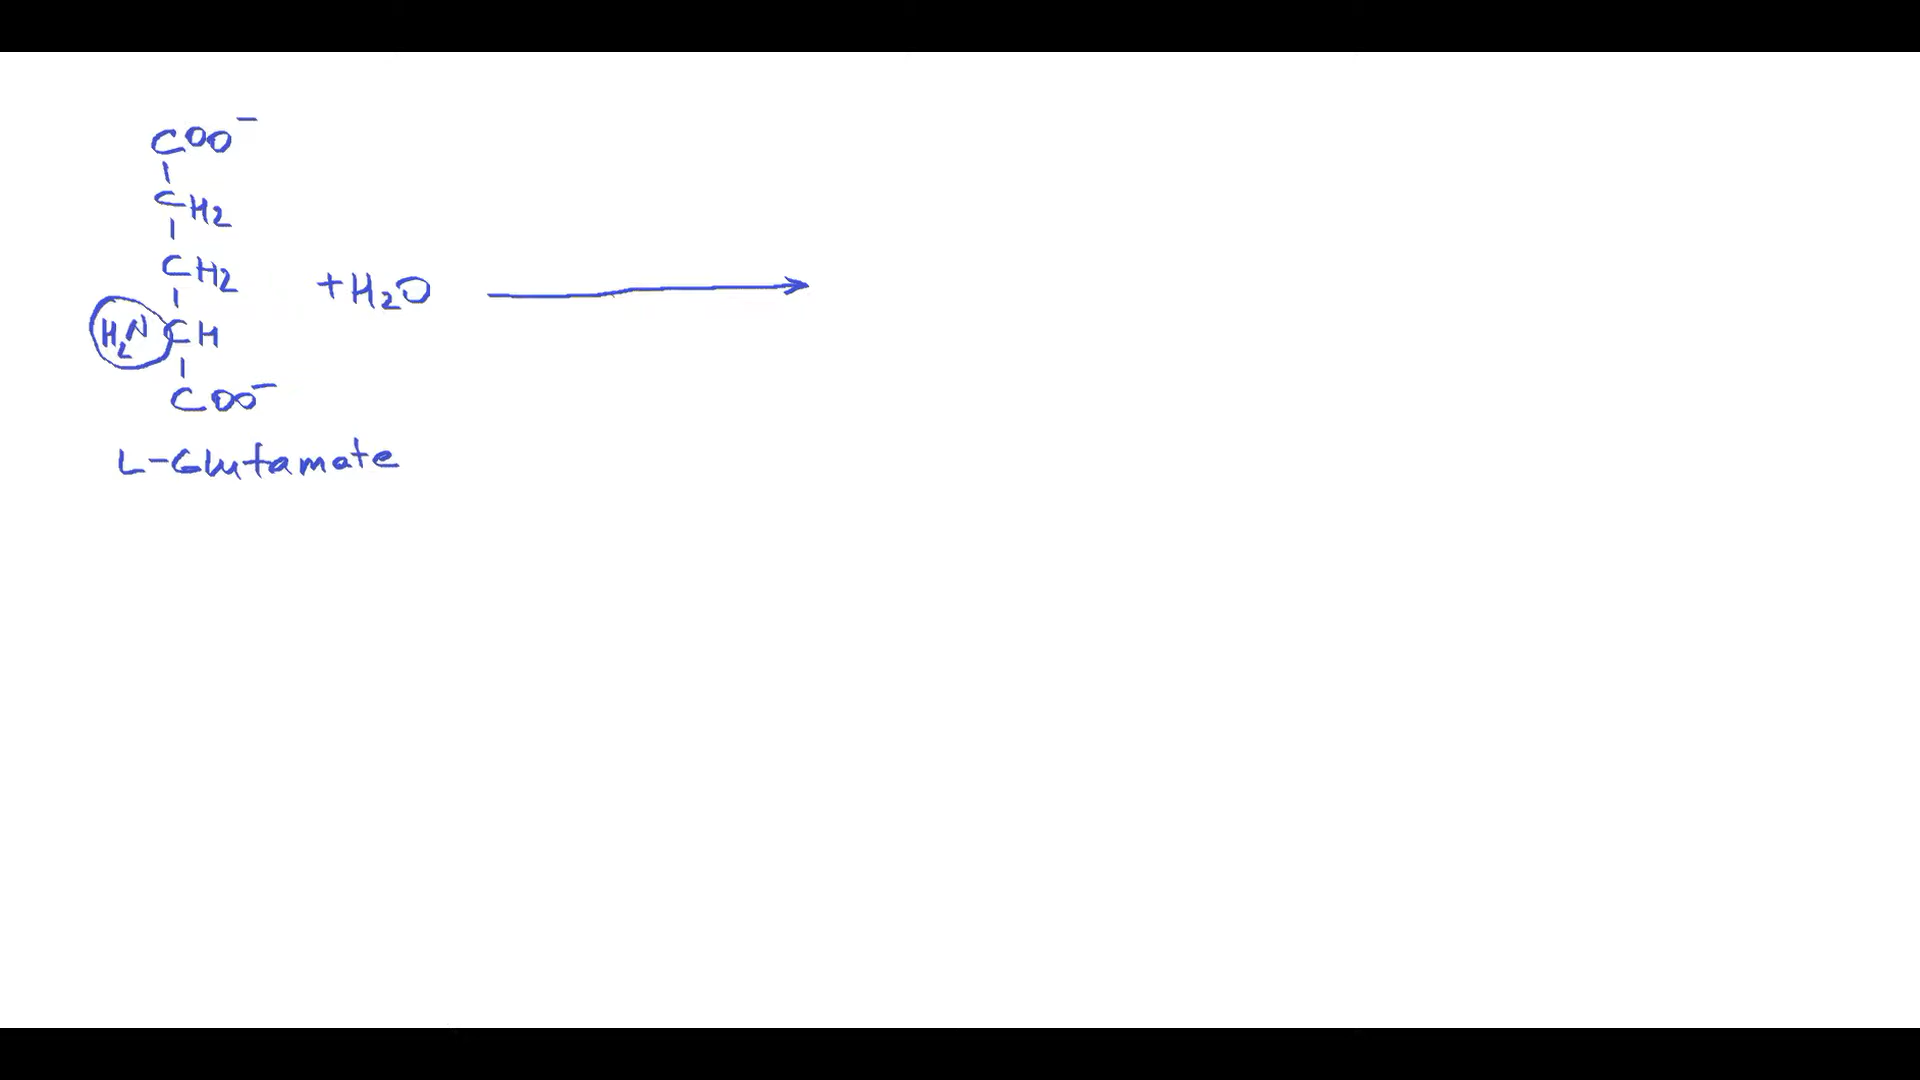 COO⁻
CH₂
CH₂
+H₂O
H₂N CH
COO⁻
L-Glutamate